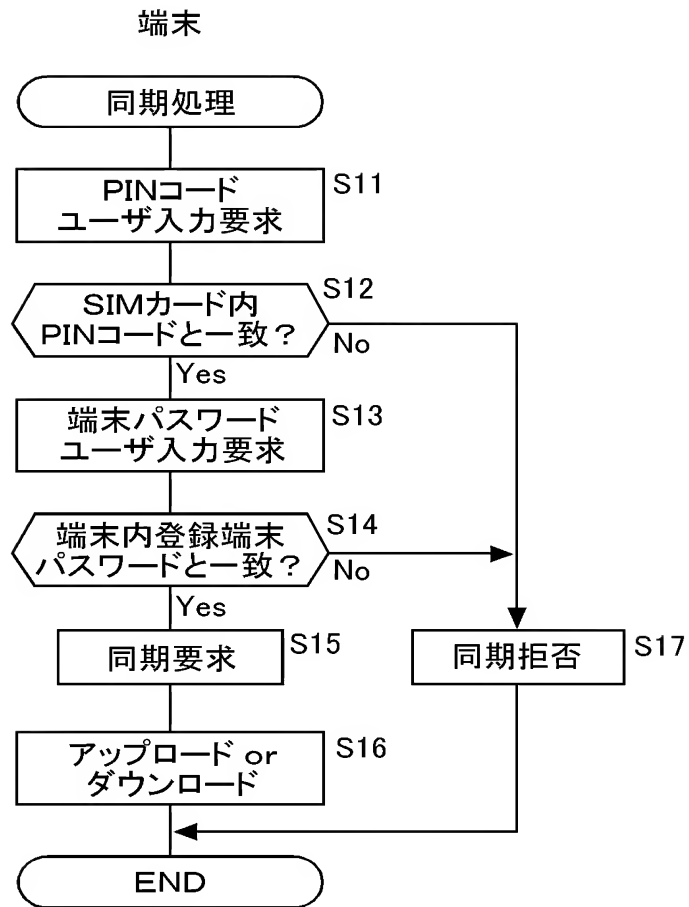 端末
同期処理
PINコード
ユーザ入力要求
S11
SIMカード内
PINコードと一致？
S12
No
Yes
端末パスワード
ユーザ入力要求
S13
端末内登録端末
パスワードと一致？
S14
No
Yes
同期要求
S15
同期拒否
S17
アップロード or
ダウンロード
S16
END